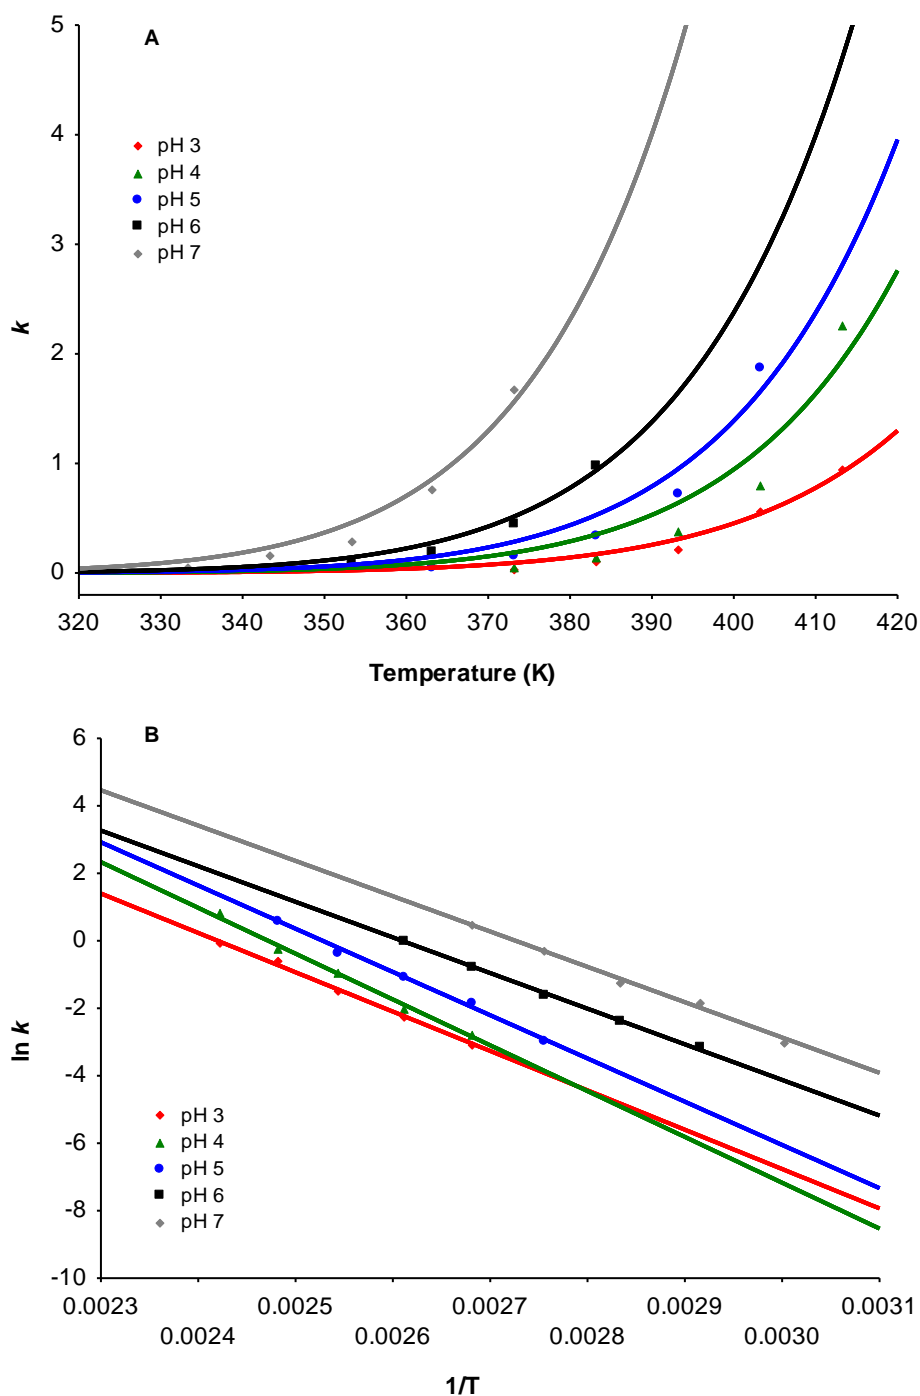 A
5
4
3
2
1
0
k
pH 3
pH 4
pH 5
pH 6
pH 7
320 330 340 350 360 370 380 390 400 410 420
Temperature (K)
B
6
4
2
0
-2
-4
-6
-8
-10
ln k
pH 3
pH 4
pH 5
pH 6
pH 7
0.0023 0.0025 0.0027 0.0029 0.0031
0.0024 0.0026 0.0028 0.0030
1/T